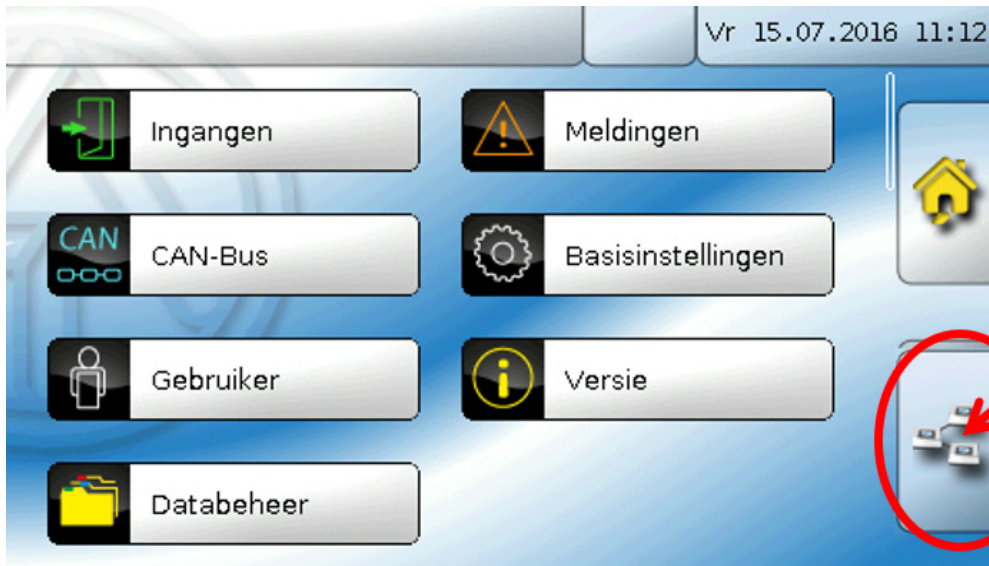 Vr 15.07.2016 11:12
Ingangen
Meldingen
CAN
CAN-Bus
Basisinstellingen
Gebruiker
Versie
Databeheer